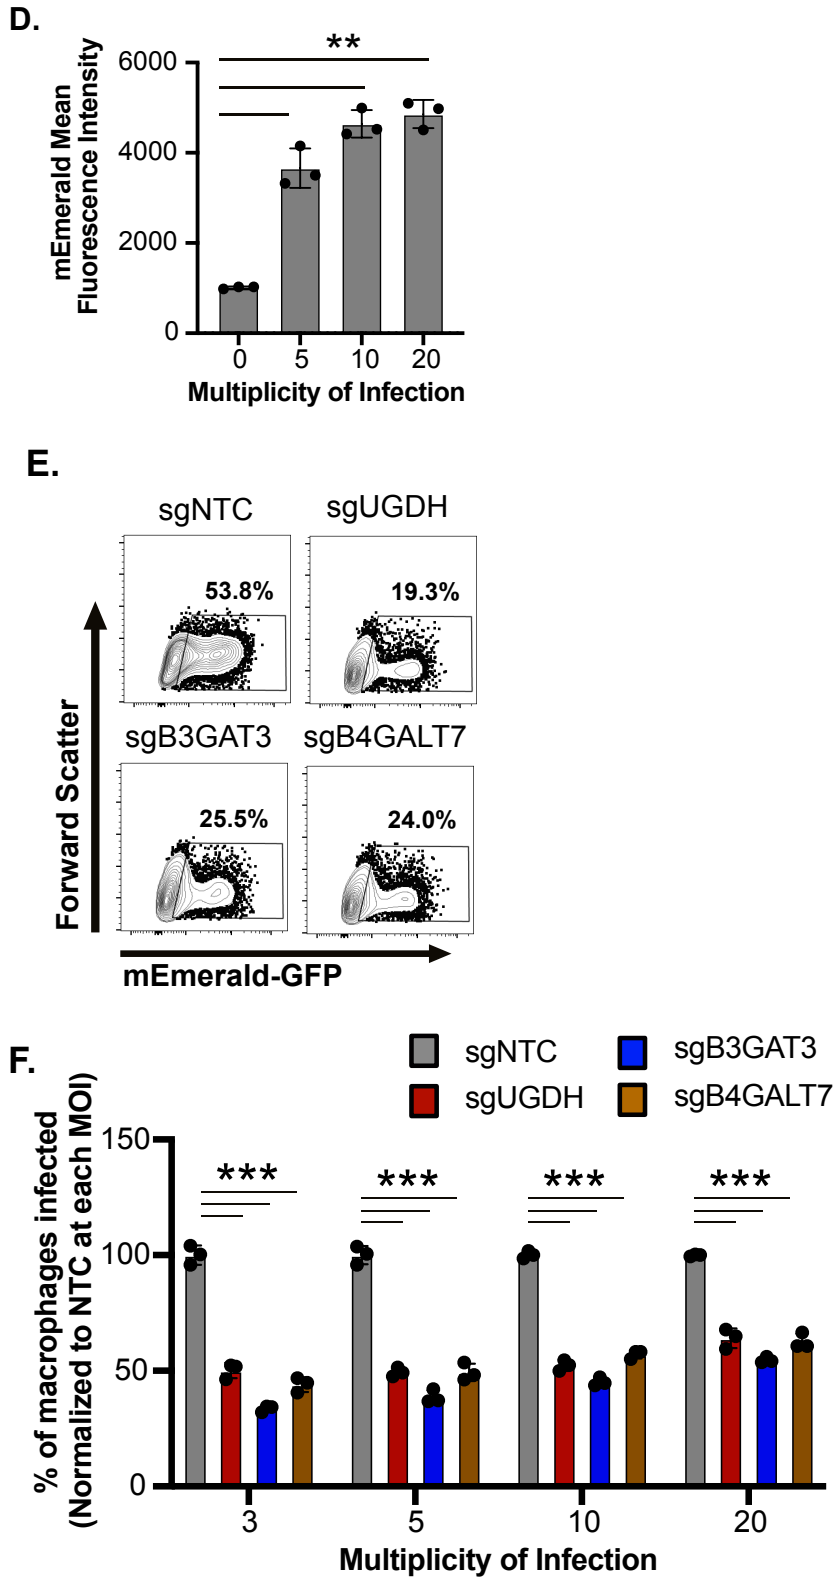 D.
mEmerald Mean
Fluorescence Intensity
**
6000
4000
2000
0
0 5 10 20
Multiplicity of Infection
E.
sgNTC sgUGDH
53.8% 19.3%
sgB3GAT3 sgB4GALT7
25.5% 24.0%
Forward Scatter
mEmerald-GFP
F.
sgNTC sgB3GAT3
sgUGDH sgB4GALT7
% of macrophages infected
(Normalized to NTC at each MOI)
150
*** *** *** ***
100
50
0
3 5 10 20
Multiplicity of Infection